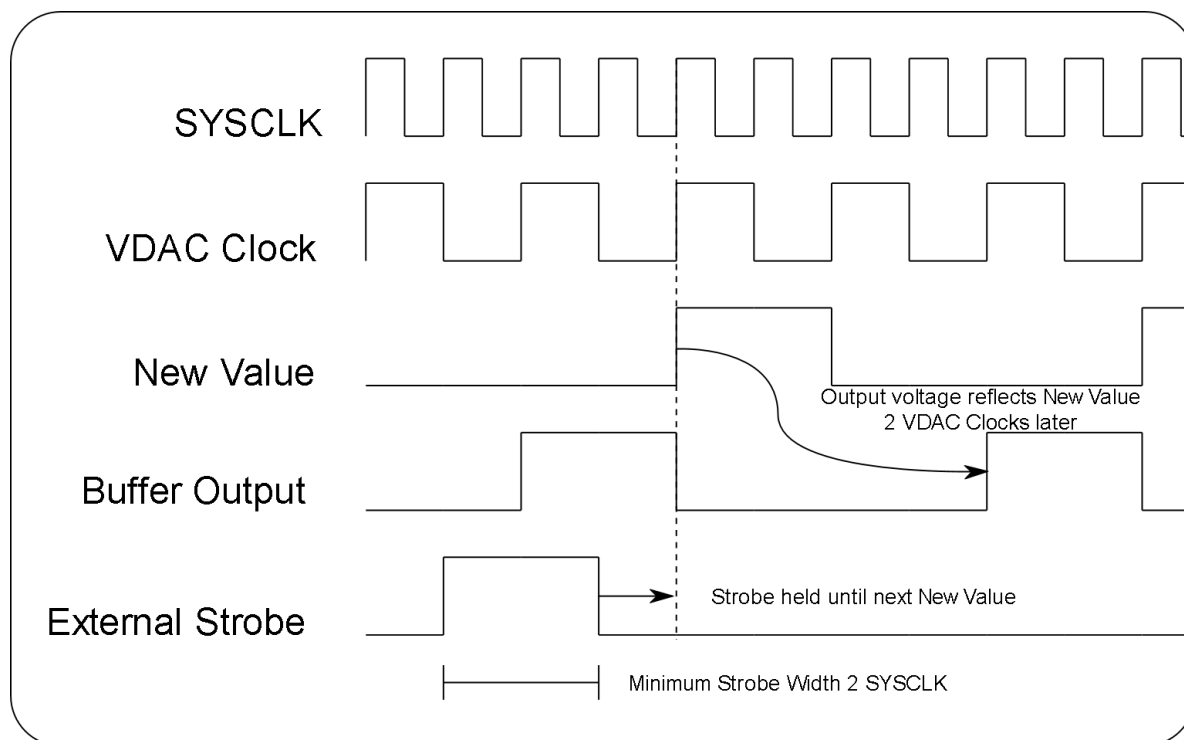 SYSCLK
VDAC Clock
New Value
Output voltage reflects New Value
2 VDAC Clocks later
Buffer Output
Strobe held until next New Value
External Strobe
Minimum Strobe Width 2 SYSCLK